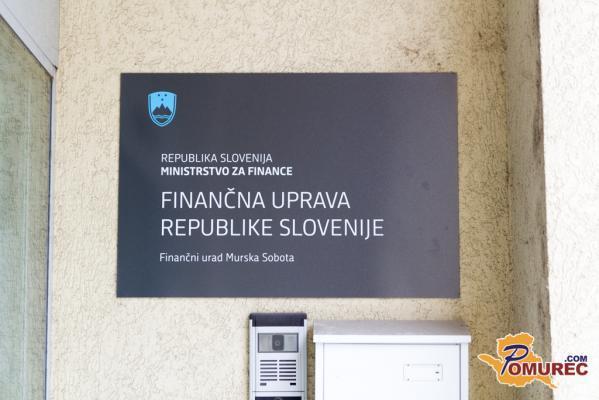 REPUBLIKA SLOVENIJA
MINISTRSTVO ZA FINANCE
FINANČNA UPRAVA
REPUBLIKE SLOVENIJE
Finančni urad Murska Sobota
POMUREC.COM